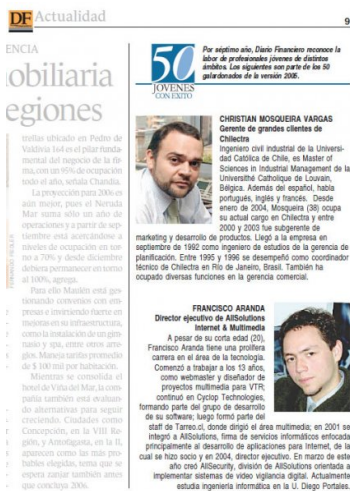 DF Actualidad
9
ENCIA
obiliaria
egiones
trellas ubicado en Pedro de
Valdivia 164 es el pilar funda-
mental del negocio de la fir-
ma, con un 95% de ocupación
todo el año, señala Chandía.
La proyección para 2006 es
aún mejor, pues el Neruda
Mar suma sólo un año de
operaciones y a partir de sep-
tiembre está acercándose a
niveles de ocupación en tor-
no a 70% y desde diciembre
debiera permanecer en torno
al 100%, agrega.
Para ello Manlín está ges-
tionando convenios con em-
presas e invirtiendo fuerte en
mejoras en su infraestructura,
como la instalación de un gim-
nasio y spa, entre otros arre-
glos. Maneja tarifas promedio
de $ 100 mil por habitación.
Mientras se consolida el
hotel de Viña del Mar, la com-
pañía también está evaluan-
do alternativas para seguir
creciendo. Ciudades como
Concepción, en la VIII Re-
gión, y Antofagasta, en la II,
aparecen como las más pro-
bables elegidas, tema que se
espera zanjar también antes
que concluya 2006.
50
JÓVENES
CON ÉXITO
Por séptimo año, Diario Financiero reconoce la
labor de profesionales jóvenes de distintos
ámbitos. Los siguientes son parte de los 50
galardonados de la versión 2006.
CHRISTIAN MOSQUEIRA VARGAS
Gerente de grandes clientes de
Chilectra
Ingeniero civil industrial de la Universi-
dad Católica de Chile, es Master of
Sciences in Industrial Management de la
Université Catholique de Louvain,
Bélgica. Además del español, habla
portugués, inglés y francés. Desde
enero de 2004, Mosqueira (38) ocupa
su actual cargo en Chilectra y entre
2000 y 2003 fue subgerente de
marketing y desarrollo de productos. Llegó a la empresa en
septiembre de 1992 como ingeniero de estudios de la gerencia de
planificación. Entre 1995 y 1996 se desempeñó como coordinador
técnico de Chilectra en Río de Janeiro, Brasil. También ha
ocupado diversas funciones en la gerencia comercial.
FRANCISCO ARANDA
Director ejecutivo de AllSolutions
Internet & Multimedia
A pesar de su corta edad (20),
Francisco Aranda tiene una prolífera
carrera en el área de la tecnología.
Comenzó a trabajar a los 13 años,
como webmaster y diseñador de
proyectos multimedia para VTR;
continuó en Cyclop Technologies,
formando parte del grupo de desarrollo
de su software; luego formó parte del
staff de Tarreo.cl, donde dirigió el área multimedia; en 2001 se
integró a AllSolutions, firma de servicios informáticos enfocada
principalmente al desarrollo de aplicaciones para Internet, de la
cual se hizo socio y en 2004, director ejecutivo. En marzo de este
año creó AllSecurity, división de AllSolutions orientada a
implementar sistemas de video vigilancia digital. Actualmente
estudia ingeniería informática en la U. Diego Portales.